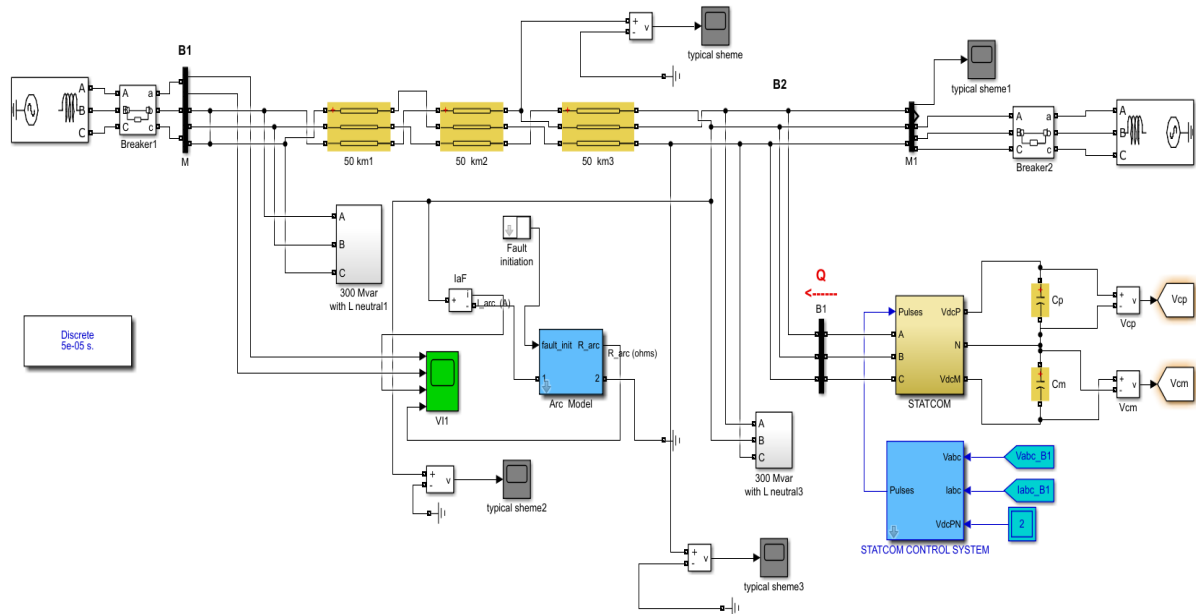 B1
A
B
C
A
B
C
a
b
c
Breaker1
M
50 km1
50 km2
50 km3
+
-
v
typical sheme
B2
typical sheme1
M1
A
B
C
a
b
c
Breaker2
A
B
C
A
B
C
300 Mvar
with L neutral1
Fault
initiation
IaF
+
i
-
I_arc (A)
fault_init
R_arc
1
2
Arc Model
R_arc (ohms)
VI1
Discrete
5e-05 s.
+
-
v
typical sheme2
A
B
C
300 Mvar
with L neutral3
+
-
v
typical sheme3
Q
B1
Pulses
A
B
C
VdcP
N
VdcM
STATCOM
+
Cp
+
Cm
+
-
v
Vcp
Vcp
+
-
v
Vcm
Vcm
Vabc
Iabc
VdcPN
Pulses
Vabc_B1
Iabc_B1
2
STATCOM CONTROL SYSTEM